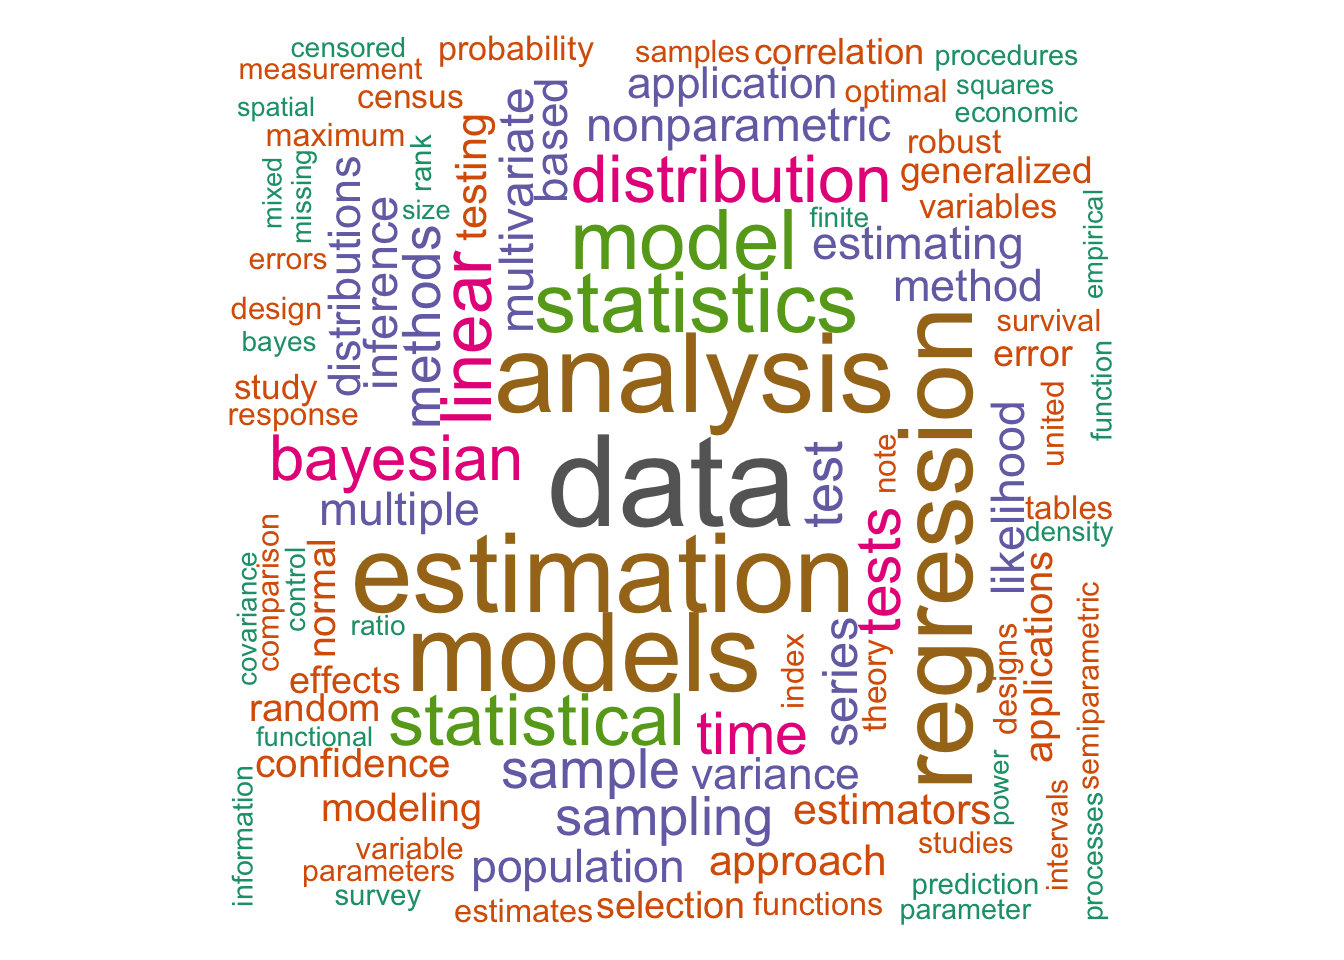 censored
probability
samples
correlation
procedures
measurement
application
optimal
squares
spatial
census
economic
maximum
nonparametric
robust
mixed
missing
distributions
rank
testing
multivariate
based
distribution
generalized
size
finite
variables
inference
methods
linear
model
estimating
empirical
errors
method
design
statistics
survival
bayes
analysis
error
function
study
response
regression
united
bayesian
data
test
note
likelihood
multiple
tables
density
covariance
comparison
control
normal
estimation
tests
ratio
models
index
series
theory
designs
applications
semiparametric
effects
random
statistical
time
functional
confidence
sample
variance
power
information
modeling
sampling
estimators
intervals
processes
variable
studies
parameters
population
approach
survey
prediction
estimates
selection
functions
parameter